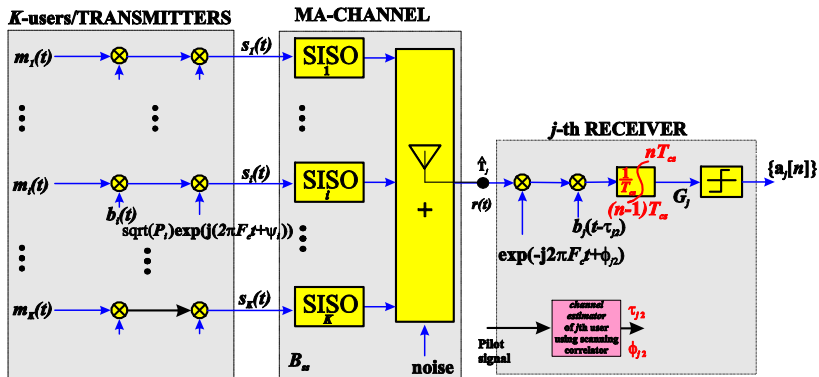 K-users/TRANSMITTERS
MA-CHANNEL
m1(t)
s1(t)
SISO
1
j-th RECEIVER
mi(t)
si(t)
SISO
i
bi(t)
sqrt(Pi)exp(j(2πFct+ψi))
r(t)
nTcs
1
Tcs
(n-1)Tcs
Gj
{aj[n]}
bj(t-τj2)
exp(-j2πFct+ϕj2)
+
mK(t)
sK(t)
SISO
K
Bss
noise
Pilot
signal
channel
estimator
of jth user
using scanning
correlator
τj2
ϕj2